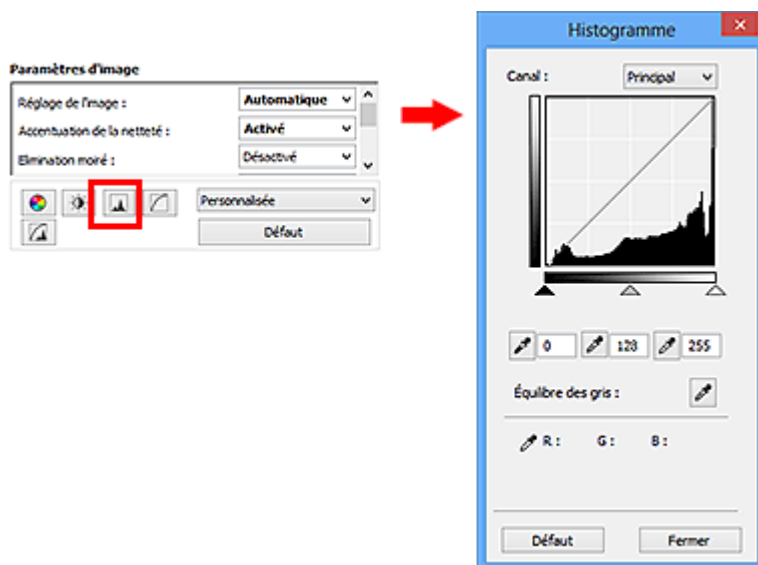 Paramètres d'image
Réglage de l'image : Automatique
Accentuation de la netteté : Activé
Elimination moiré : Désactivé
Personnalisée
Défaut
Histogramme
Canal : Principal
0 128 255
Équilibre des gris :
R : G : B :
Défaut Fermer